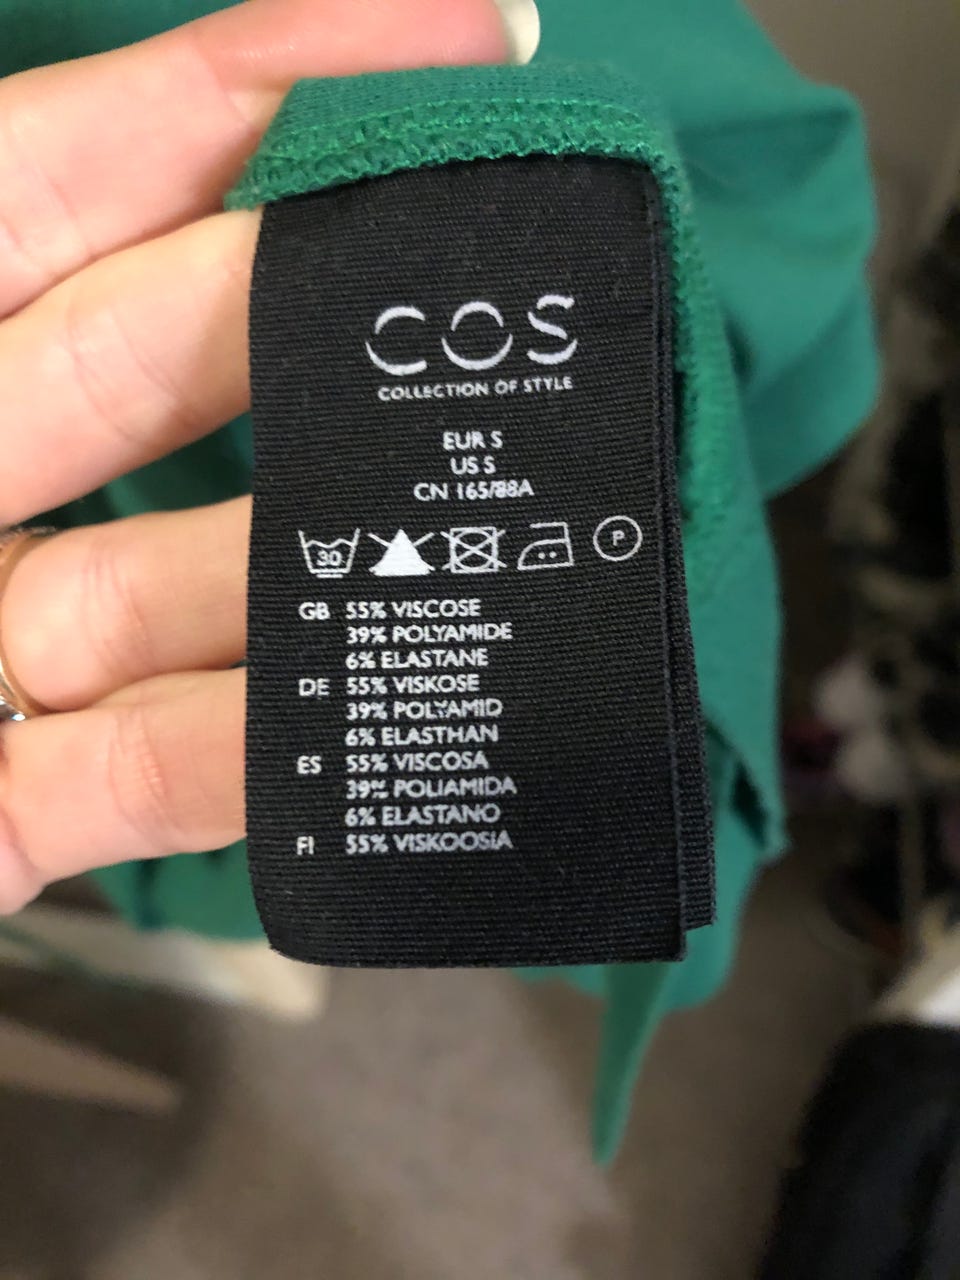 COS
COLLECTION OF STYLE
EUR S
US S
CN 165/88A
30
P
GB 55% VISCOSE
39% POLYAMIDE
6% ELASTANE
DE 55% VISKOSE
39% POLYAMID
6% ELASTHAN
ES 55% VISCOSA
39% POLIAMIDA
6% ELASTANO
FI 55% VISKOOSIA